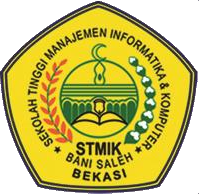 SEKOLAH TINGGI MANAJEMEN INFORMATIKA & KOMPUTER
STMIK
BANI SALEH
BEKASI